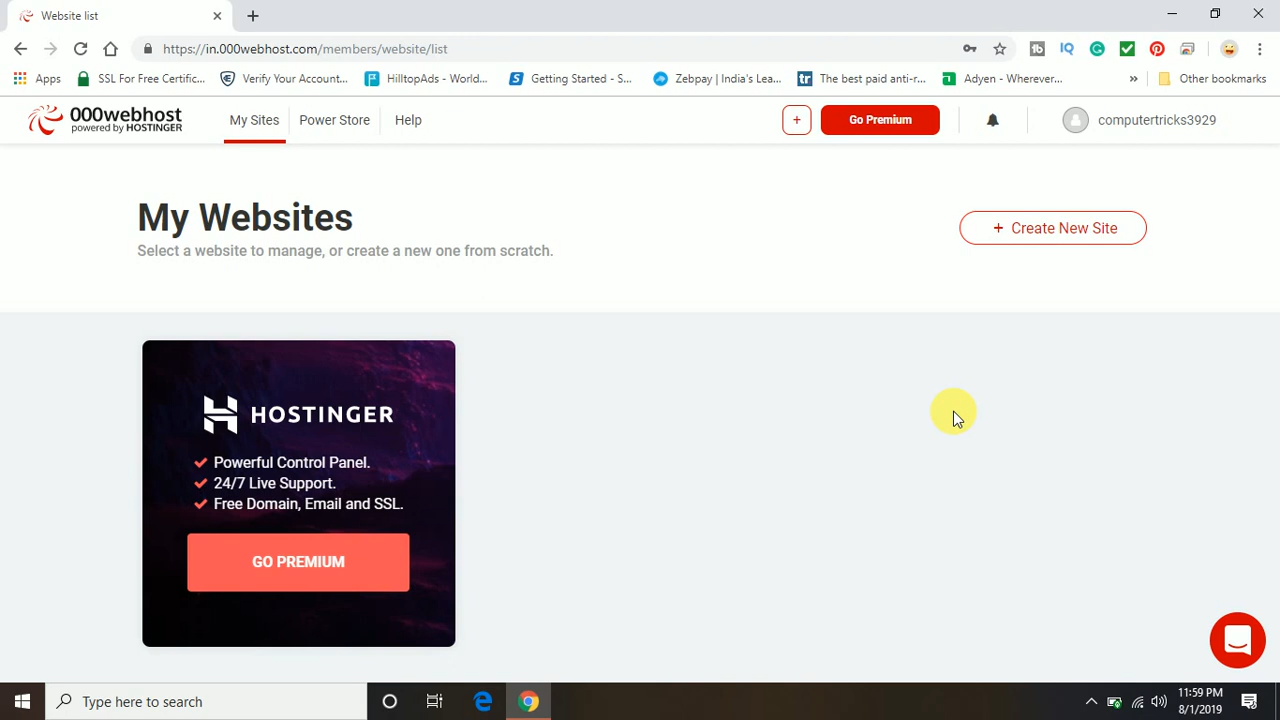 Website list
https://in.000webhost.com/members/website/list
Apps
SSL For Free Certific...
Verify Your Account...
HilltopAds - World...
Getting Started - S...
Zebpay | India's Lea...
The best paid anti-r...
Adyen - Wherever...
»
Other bookmarks
000webhost
powered by HOSTINGER
My Sites
Power Store
Help
+
Go Premium
computertricks3929
My Websites
+ Create New Site
Select a website to manage, or create a new one from scratch.
HOSTINGER
Powerful Control Panel.
24/7 Live Support.
Free Domain, Email and SSL.
GO PREMIUM
Type here to search
11:59 PM
8/1/2019